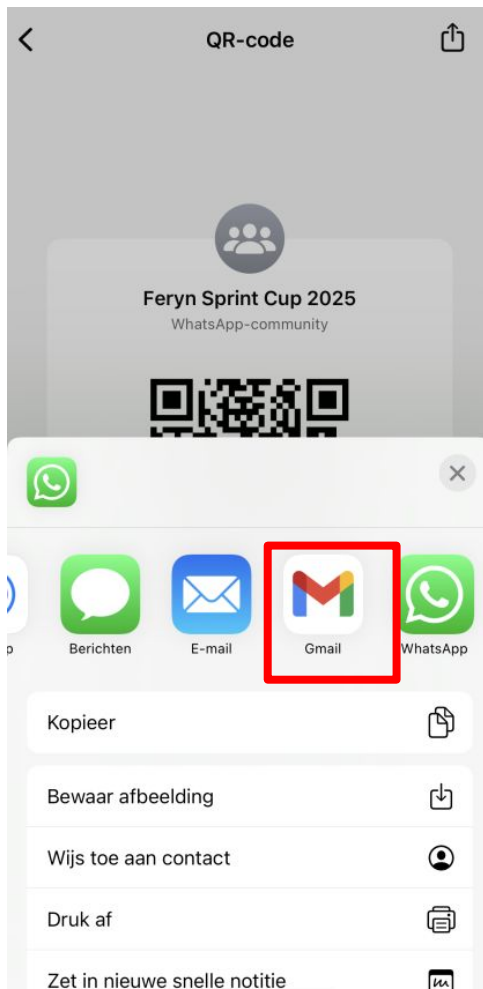 QR-code
Feryn Sprint Cup 2025
WhatsApp-community
p
Berichten
E-mail
Gmail
WhatsApp
Kopieer
Bewaar afbeelding
Wijs toe aan contact
Druk af
Zet in nieuwe snelle notitie